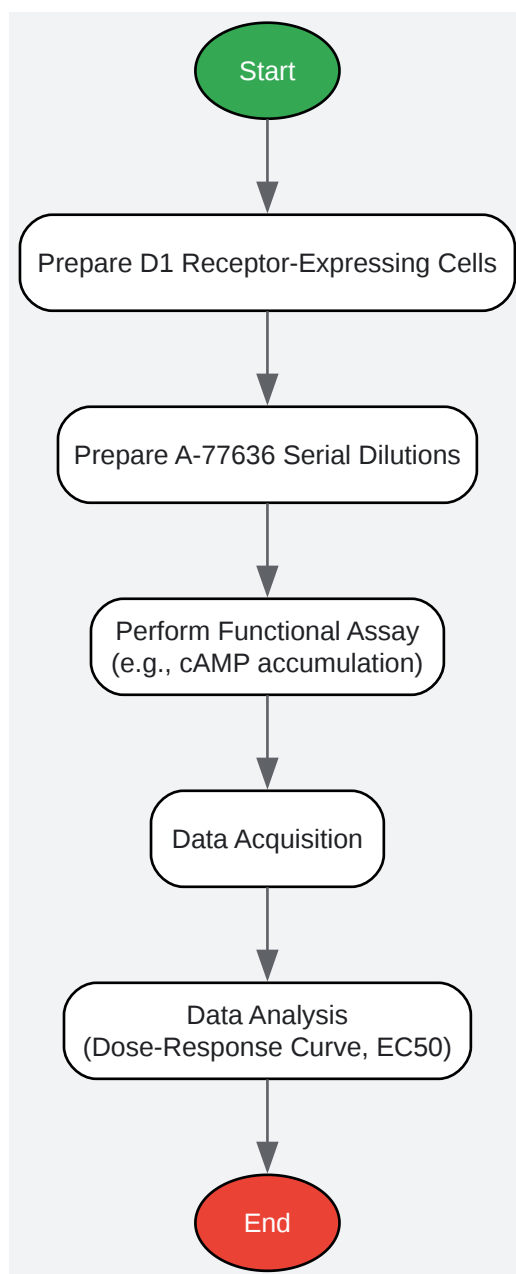 Start
Prepare D1 Receptor-Expressing Cells
Prepare A-77636 Serial Dilutions
Perform Functional Assay
(e.g., cAMP accumulation)
Data Acquisition
Data Analysis
(Dose-Response Curve, EC50)
End